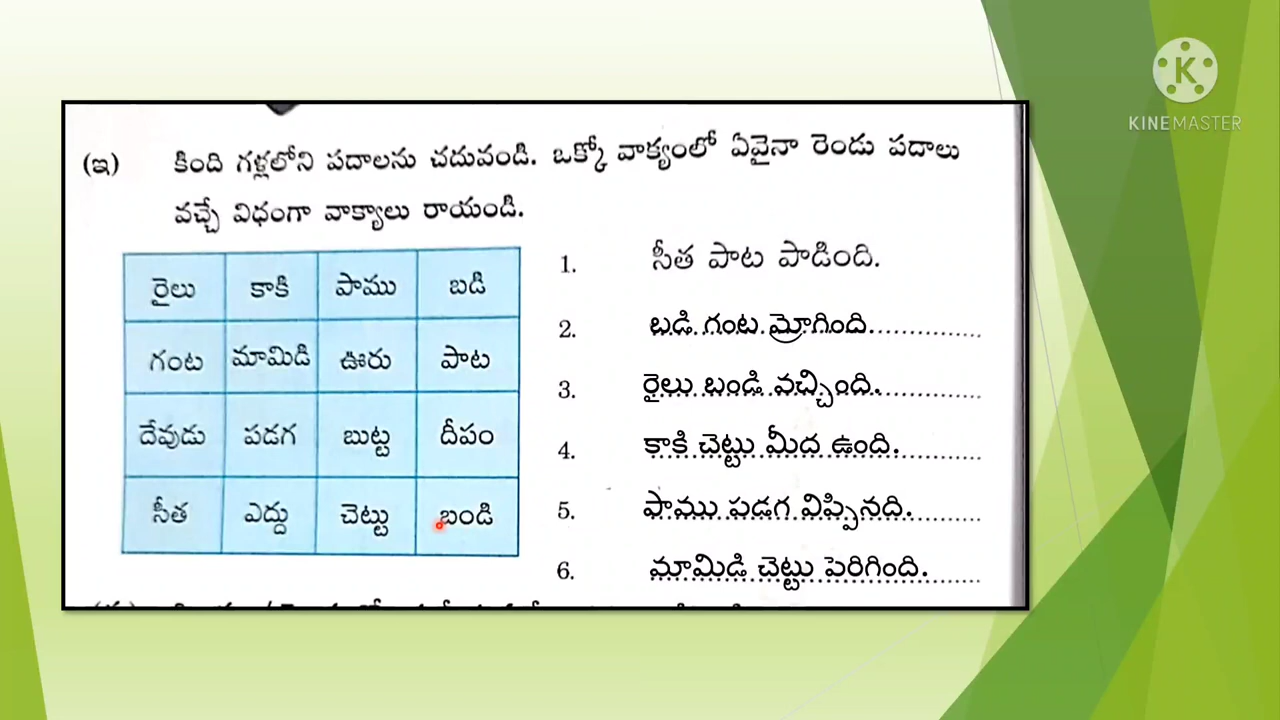 (ఇ) కింది గళ్లలోని పదాలను చదువండి. ఒక్కో వాక్యంలో ఏవైనా రెండు పదాలు
వచ్చే విధంగా వాక్యాలు రాయండి.
రైలు కాకి పాము బడి
గంట మామిడి ఊరు పాట
దేవుడు పడగ బుట్ట దీపం
సీత ఎద్దు చెట్టు బండి
1. సీత పాట పాడింది.
2. బడి గంట మ్రోగింది.
3. రైలు బండి వచ్చింది.
4. కాకి చెట్టు మీద ఉంది.
5. పాము పడగ విప్పినది.
6. మామిడి చెట్టు పెరిగింది.
K
KINEMASTER